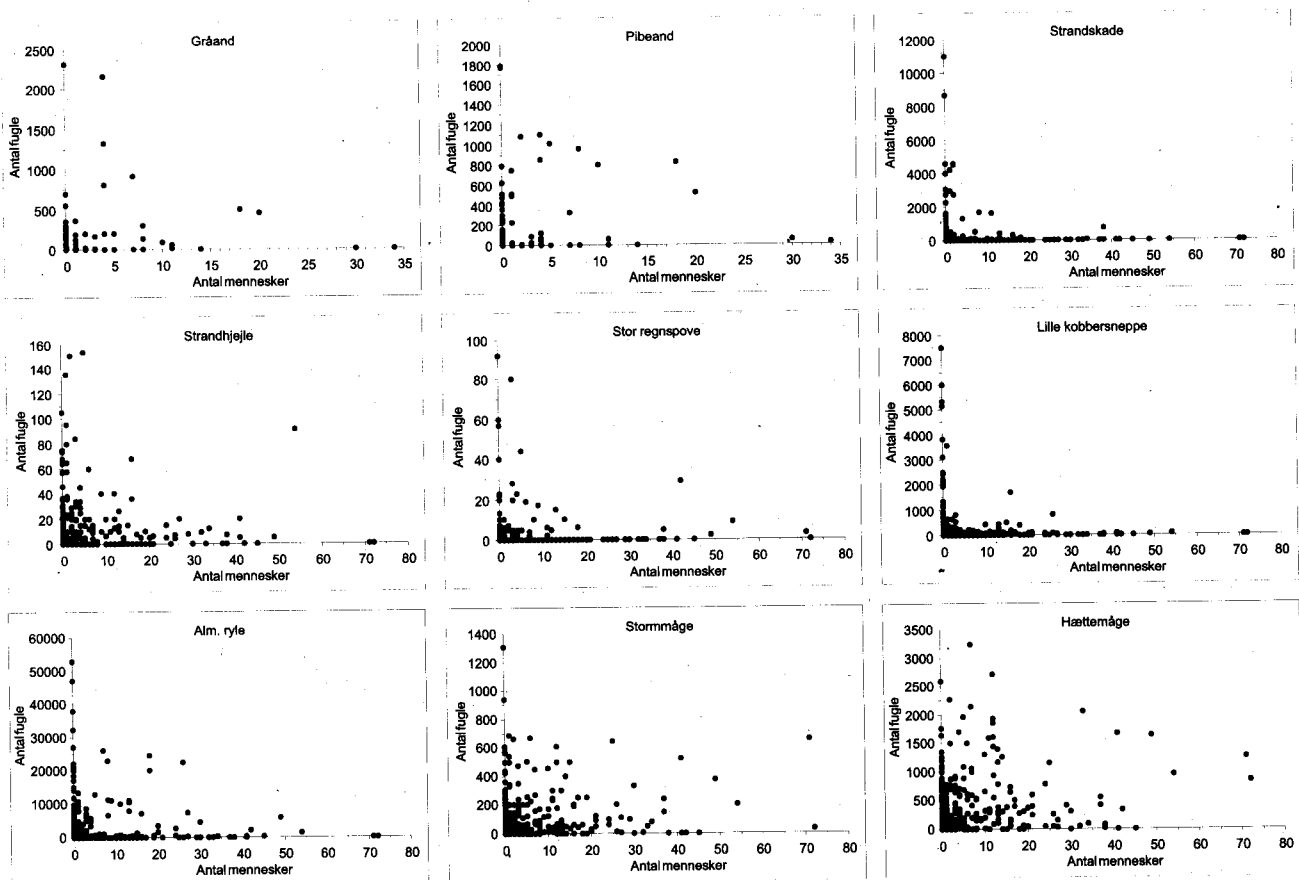 Gråand
Antal fugle
2500
2000
1500
1000
500
0
0 5 10 15 20 25 30 35
Antal mennesker
Pibeand
Antal fugle
2000
1800
1600
1400
1200
1000
800
600
400
200
0
0 5 10 15 20 25 30 35
Antal mennesker
Strandskade
Antal fugle
12000
10000
8000
6000
4000
2000
0
0 10 20 30 40 50 60 70 80
Antal mennesker
Strandhjejle
Antal fugle
160
140
120
100
80
60
40
20
0
0 10 20 30 40 50 60 70 80
Antal mennesker
Stor regnspove
Antal fugle
100
80
60
40
20
0
0 10 20 30 40 50 60 70 80
Antal mennesker
Lille kobbersneppe
Antal fugle
8000
7000
6000
5000
4000
3000
2000
1000
0
0 10 20 30 40 50 60 70 80
Antal mennesker
Alm. ryle
Antal fugle
60000
50000
40000
30000
20000
10000
0
0 10 20 30 40 50 60 70 80
Antal mennesker
Stormmåge
Antal fugle
1400
1200
1000
800
600
400
200
0
0 10 20 30 40 50 60 70 80
Antal mennesker
Hættemåge
Antal fugle
3500
3000
2500
2000
1500
1000
500
0
0 10 20 30 40 50 60 70 80
Antal mennesker